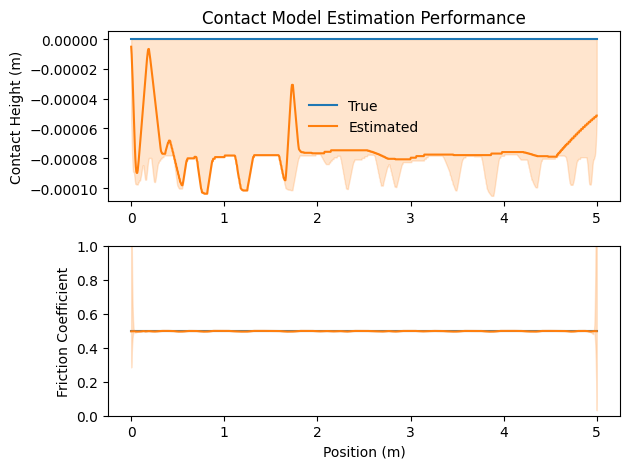 Contact Model Estimation Performance
Contact Height (m)
0.00000
−0.00002
−0.00004
−0.00006
−0.00008
−0.00010
True
Estimated
0 1 2 3 4 5
Friction Coefficient
1.0
0.8
0.6
0.4
0.2
0.0
0 1 2 3 4 5
Position (m)